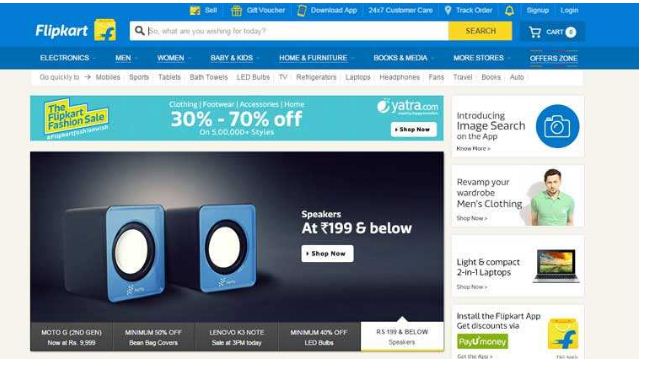 Sell Gift Voucher Download App 24x7 Customer Care Track Order Signup Login
Flipkart
So, what are you wishing for today?
SEARCH
CART 0
ELECTRONICS MEN WOMEN BABY & KIDS HOME & FURNITURE BOOKS & MEDIA MORE STORES OFFERS ZONE
Go quickly to → Mobiles Sports Tablets Bath Towels LED Bulbs TV Refrigerators Laptops Headphones Fans Travel Books Auto
The
Flipkart
Fashion Sale
#flipkartfashionwish
Clothing | Footwear | Accessories | Home
30% - 70% off
On 5,00,000+ Styles
yatra.com
Shop Now
Introducing
Image Search
on the App
Know More >
Speakers
At ₹199 & below
Shop Now
Revamp your
wardrobe
Men's Clothing
Shop Now >
Light & compact
2-in-1 Laptops
Shop Now >
Install the Flipkart App
Get discounts via
PayUmoney
Get the App >
MOTO G (2ND GEN)
Now at Rs. 9,999
MINIMUM 50% OFF
Bean Bag Covers
LENOVO K3 NOTE
Sale at 3PM today
MINIMUM 40% OFF
LED Bulbs
RS 199 & BELOW
Speakers